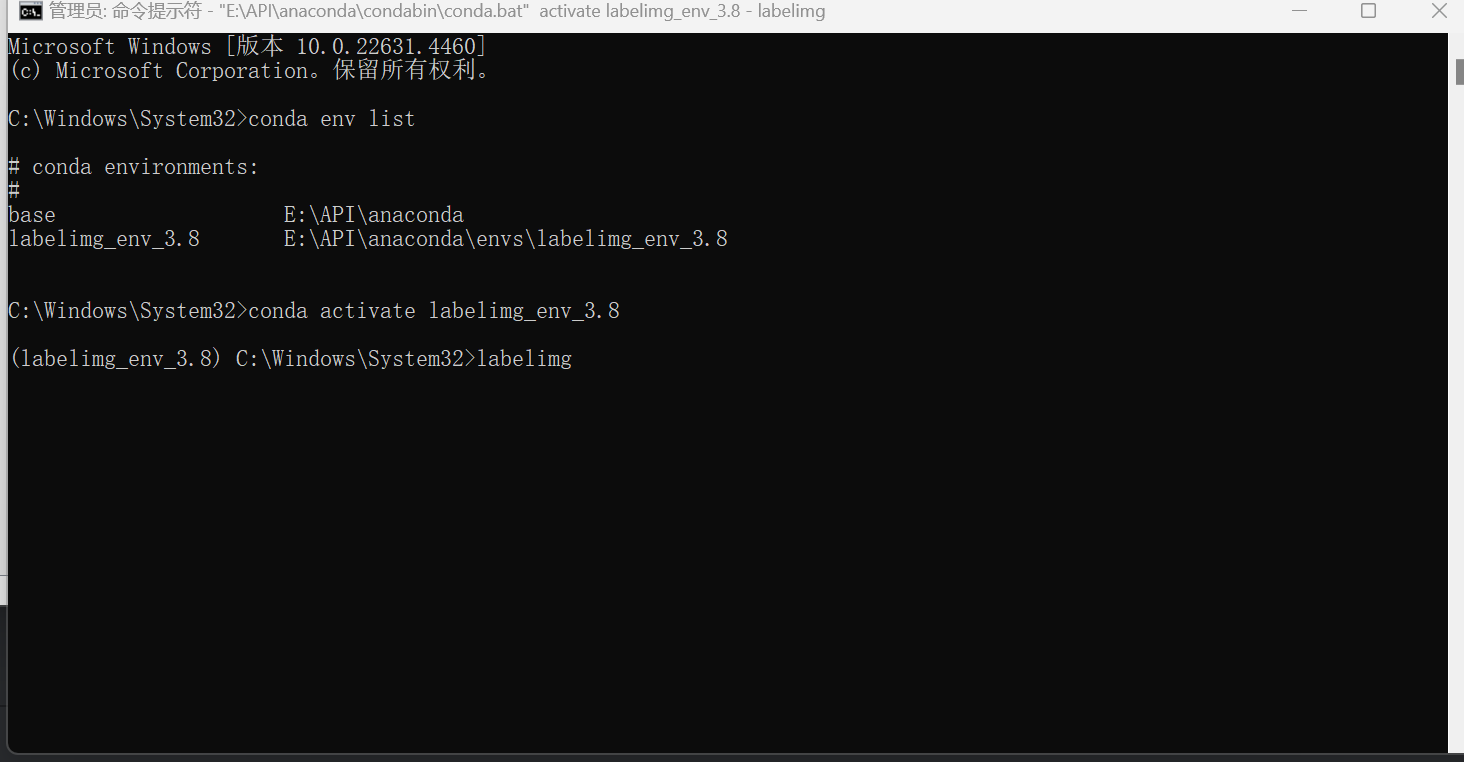 管理员: 命令提示符 - "E:\API\anaconda\condabin\conda.bat"  activate labelimg_env_3.8 - labelimg
Microsoft Windows [版本 10.0.22631.4460]
(c) Microsoft Corporation。保留所有权利。
C:\Windows\System32>conda env list
# conda environments:
#
base                   E:\API\anaconda
labelimg_env_3.8       E:\API\anaconda\envs\labelimg_env_3.8
C:\Windows\System32>conda activate labelimg_env_3.8
(labelimg_env_3.8) C:\Windows\System32>labelimg